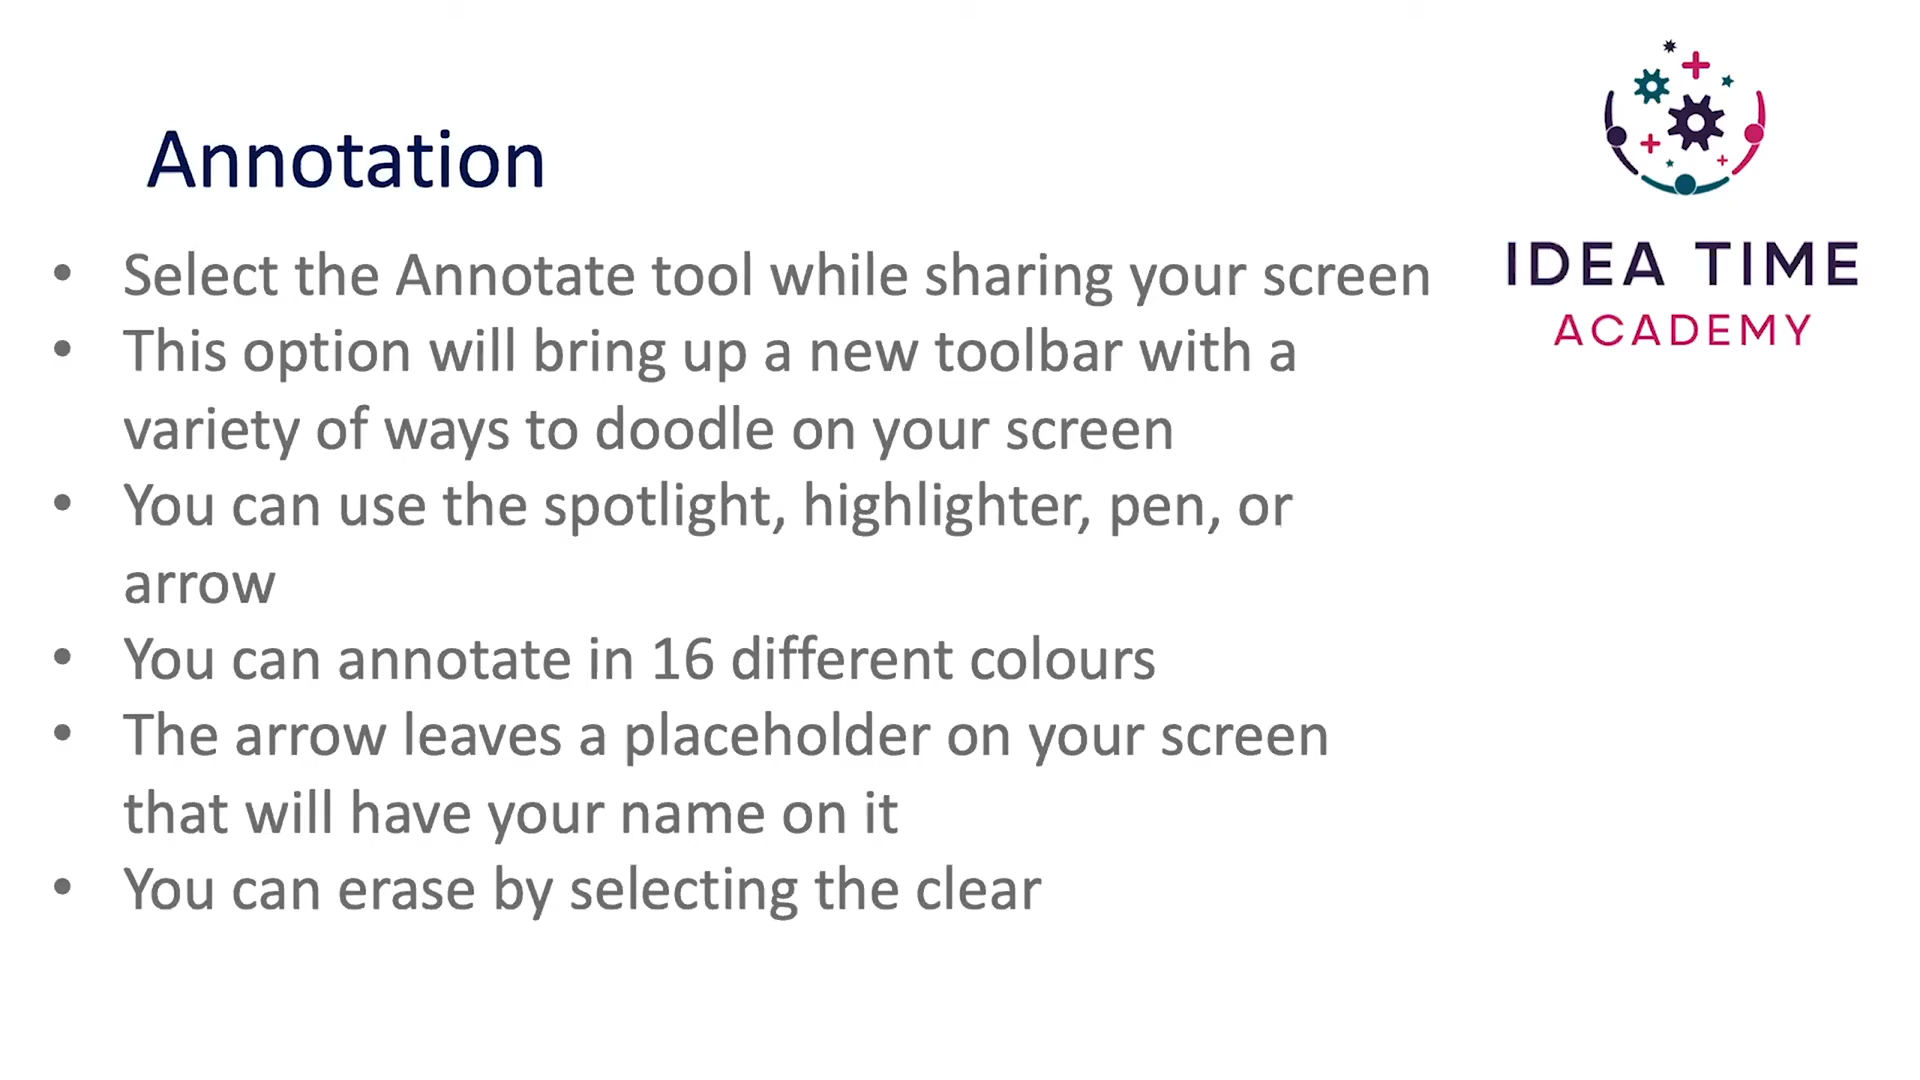 Annotation
• Select the Annotate tool while sharing your screen
• This option will bring up a new toolbar with a
variety of ways to doodle on your screen
• You can use the spotlight, highlighter, pen, or
arrow
• You can annotate in 16 different colours
• The arrow leaves a placeholder on your screen
that will have your name on it
• You can erase by selecting the clear
IDEA TIME
ACADEMY